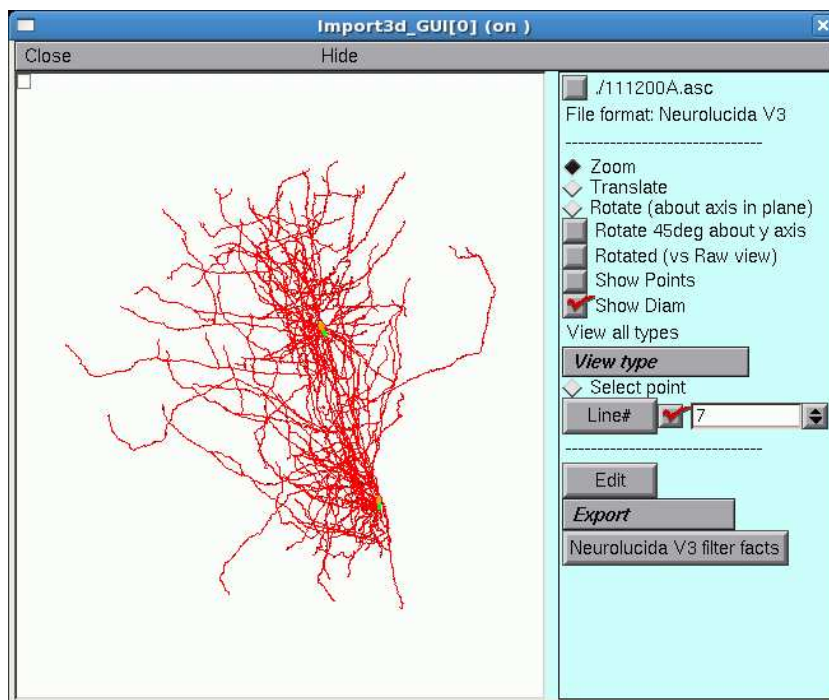 Import3d_GUI[0] (on )
Close Hide
./111200A.asc
File format: Neurolucida V3
------------------------------
Zoom
Translate
Rotate (about axis in plane)
Rotate 45deg about y axis
Rotated (vs Raw view)
Show Points
Show Diam
View all types
View type
Select point
Line# 7
------------------------------
Edit
Export
Neurolucida V3 filter facts